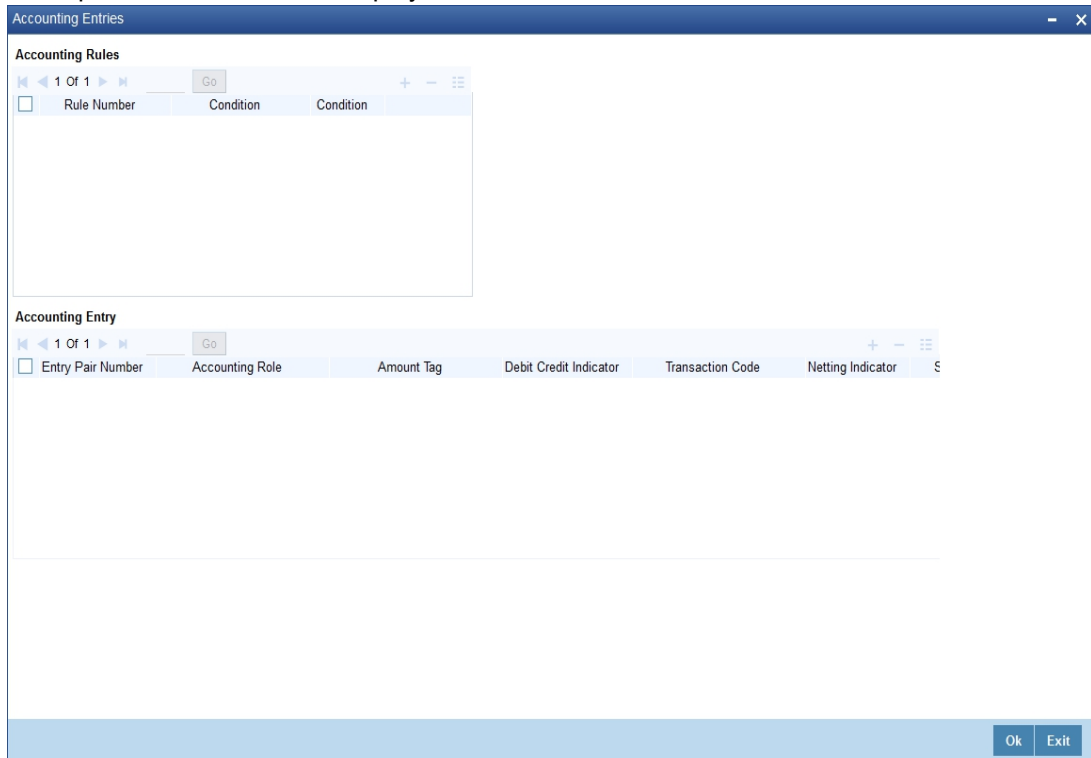 Accounting Entries
Accounting Rules
1 Of 1 Go
Rule Number Condition Condition
Accounting Entry
1 Of 1 Go
Entry Pair Number Accounting Role Amount Tag Debit Credit Indicator Transaction Code Netting Indicator
Ok Exit